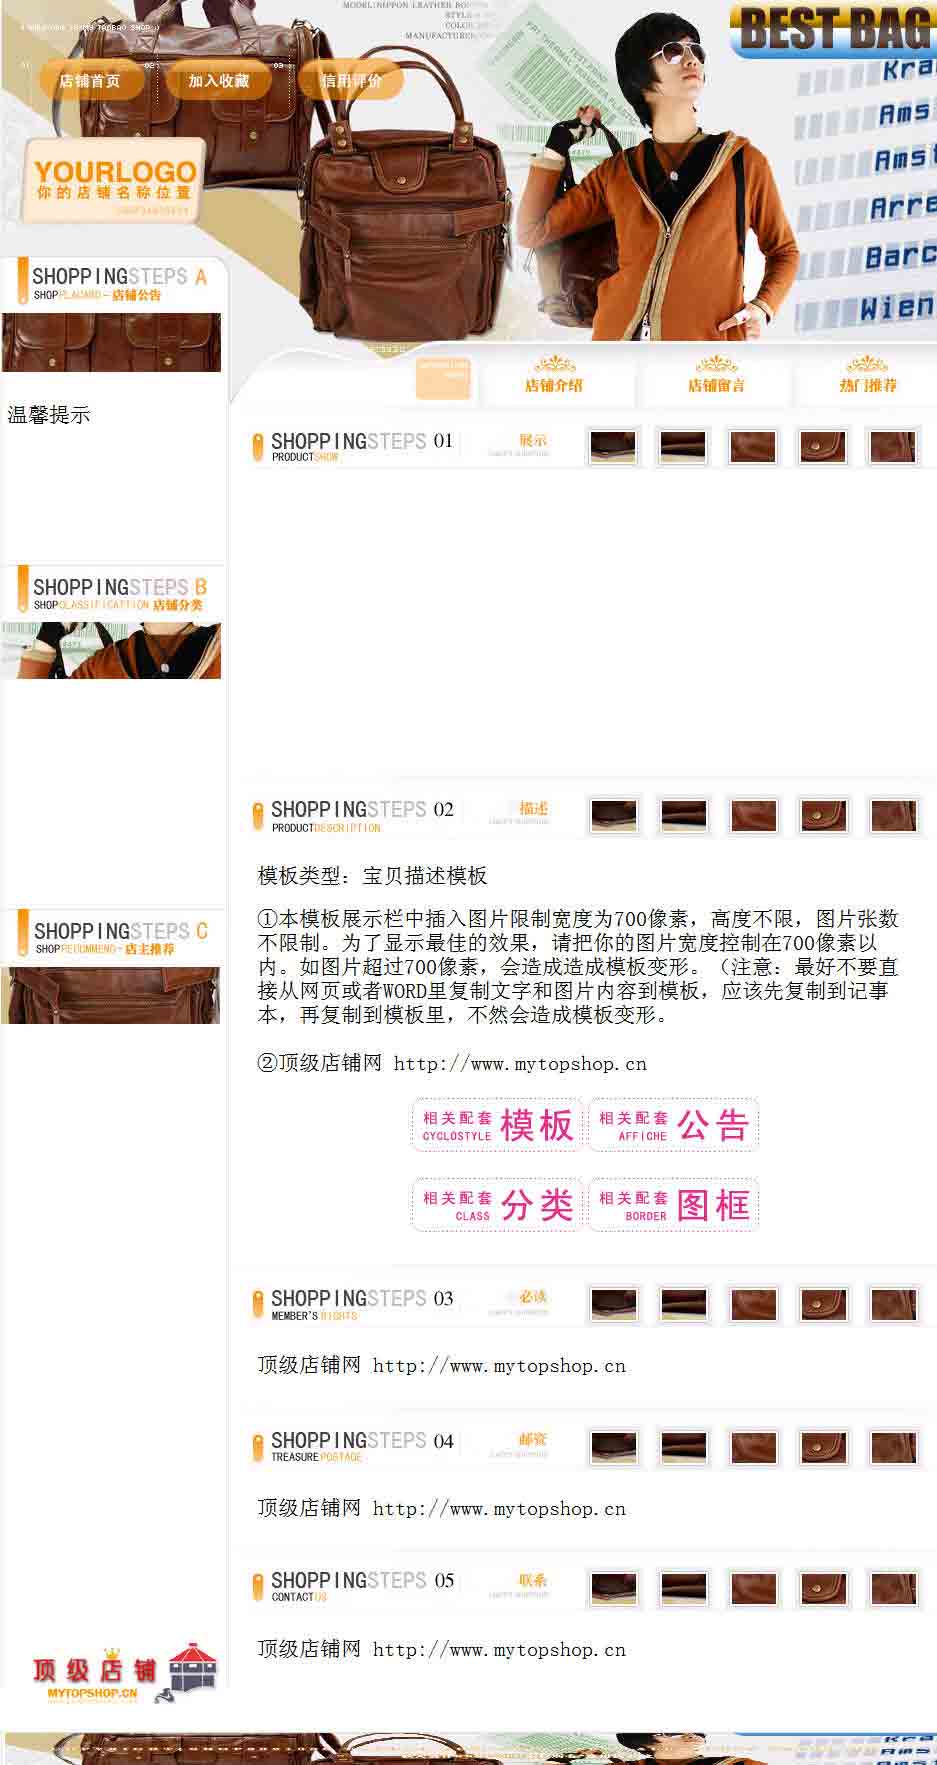 MODEL:NIPPON LEATHER
STYLE
COLOR
MANUFACTURER
BEST BAG
01
02
03
店铺首页
加入收藏
信用评价
YOURLOGO
你的店铺名称位置
Kra
Ams
Amst
Arra
Barc
Wien
SHOPPINGSTEPS A
SHOPPLACARD-店铺公告
温馨提示
店铺介绍
店铺留言
热门推荐
SHOPPINGSTEPS 01
展示
PRODUCTSHOW
SHOPPINGSTEPS B
SHOPCLASSIFICATTION 店铺分类
SHOPPINGSTEPS 02
描述
PRODUCTDESCRIPTION
模板类型：宝贝描述模板
①本模板展示栏中插入图片限制宽度为700像素，高度不限，图片张数
不限制。为了显示最佳的效果，请把你的图片宽度控制在700像素以
内。如图片超过700像素，会造成造成模板变形。（注意：最好不要直
接从网页或者WORD里复制文字和图片内容到模板，应该先复制到记事
本，再复制到模板里，不然会造成模板变形。
②顶级店铺网 http://www.mytopshop.cn
SHOPPINGSTEPS C
SHOPRECOMMENG-店主推荐
相关配套 模板
CYCLOSTYLE
相关配套 公告
AFFICHE
相关配套 分类
CLASS
相关配套 图框
BORDER
SHOPPINGSTEPS 03
必读
MEMBER'S RIGHTS
顶级店铺网 http://www.mytopshop.cn
SHOPPINGSTEPS 04
邮资
TREASURE POSTAGE
顶级店铺网 http://www.mytopshop.cn
SHOPPINGSTEPS 05
联系
CONTACT US
顶级店铺网 http://www.mytopshop.cn
顶级店铺
MYTOPSHOP.CN